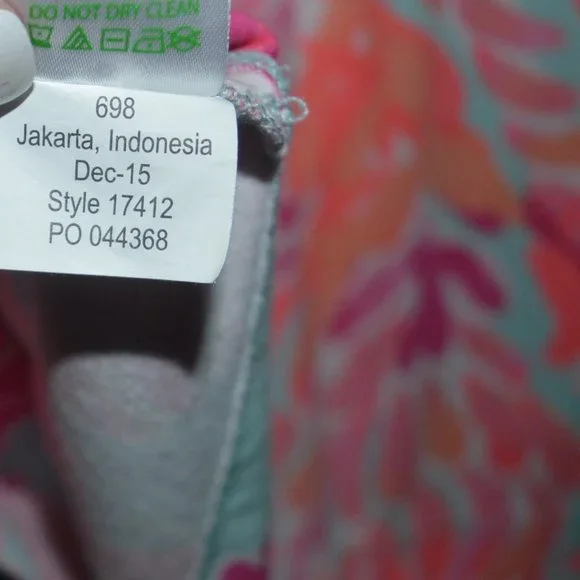 DO NOT DRY CLEAN
698
Jakarta, Indonesia
Dec-15
Style 17412
PO 044368